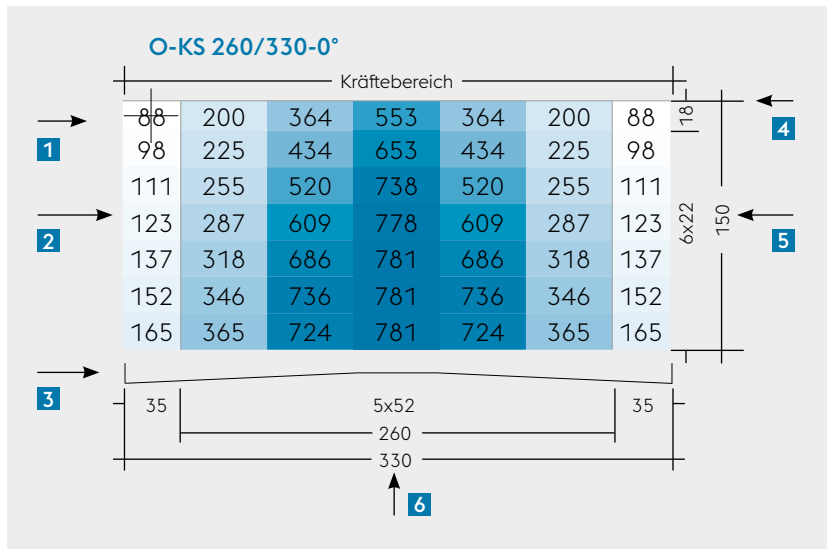 O-KS 260/330-0°
Kräftebereich
1
88 200 364 553 364 200 88
18
4
98 225 434 653 434 225 98
111 255 520 738 520 255 111
2
123 287 609 778 609 287 123
6x22
150
5
137 318 686 781 686 318 137
152 346 736 781 736 346 152
165 365 724 781 724 365 165
3
35 5x52 35
260
330
6